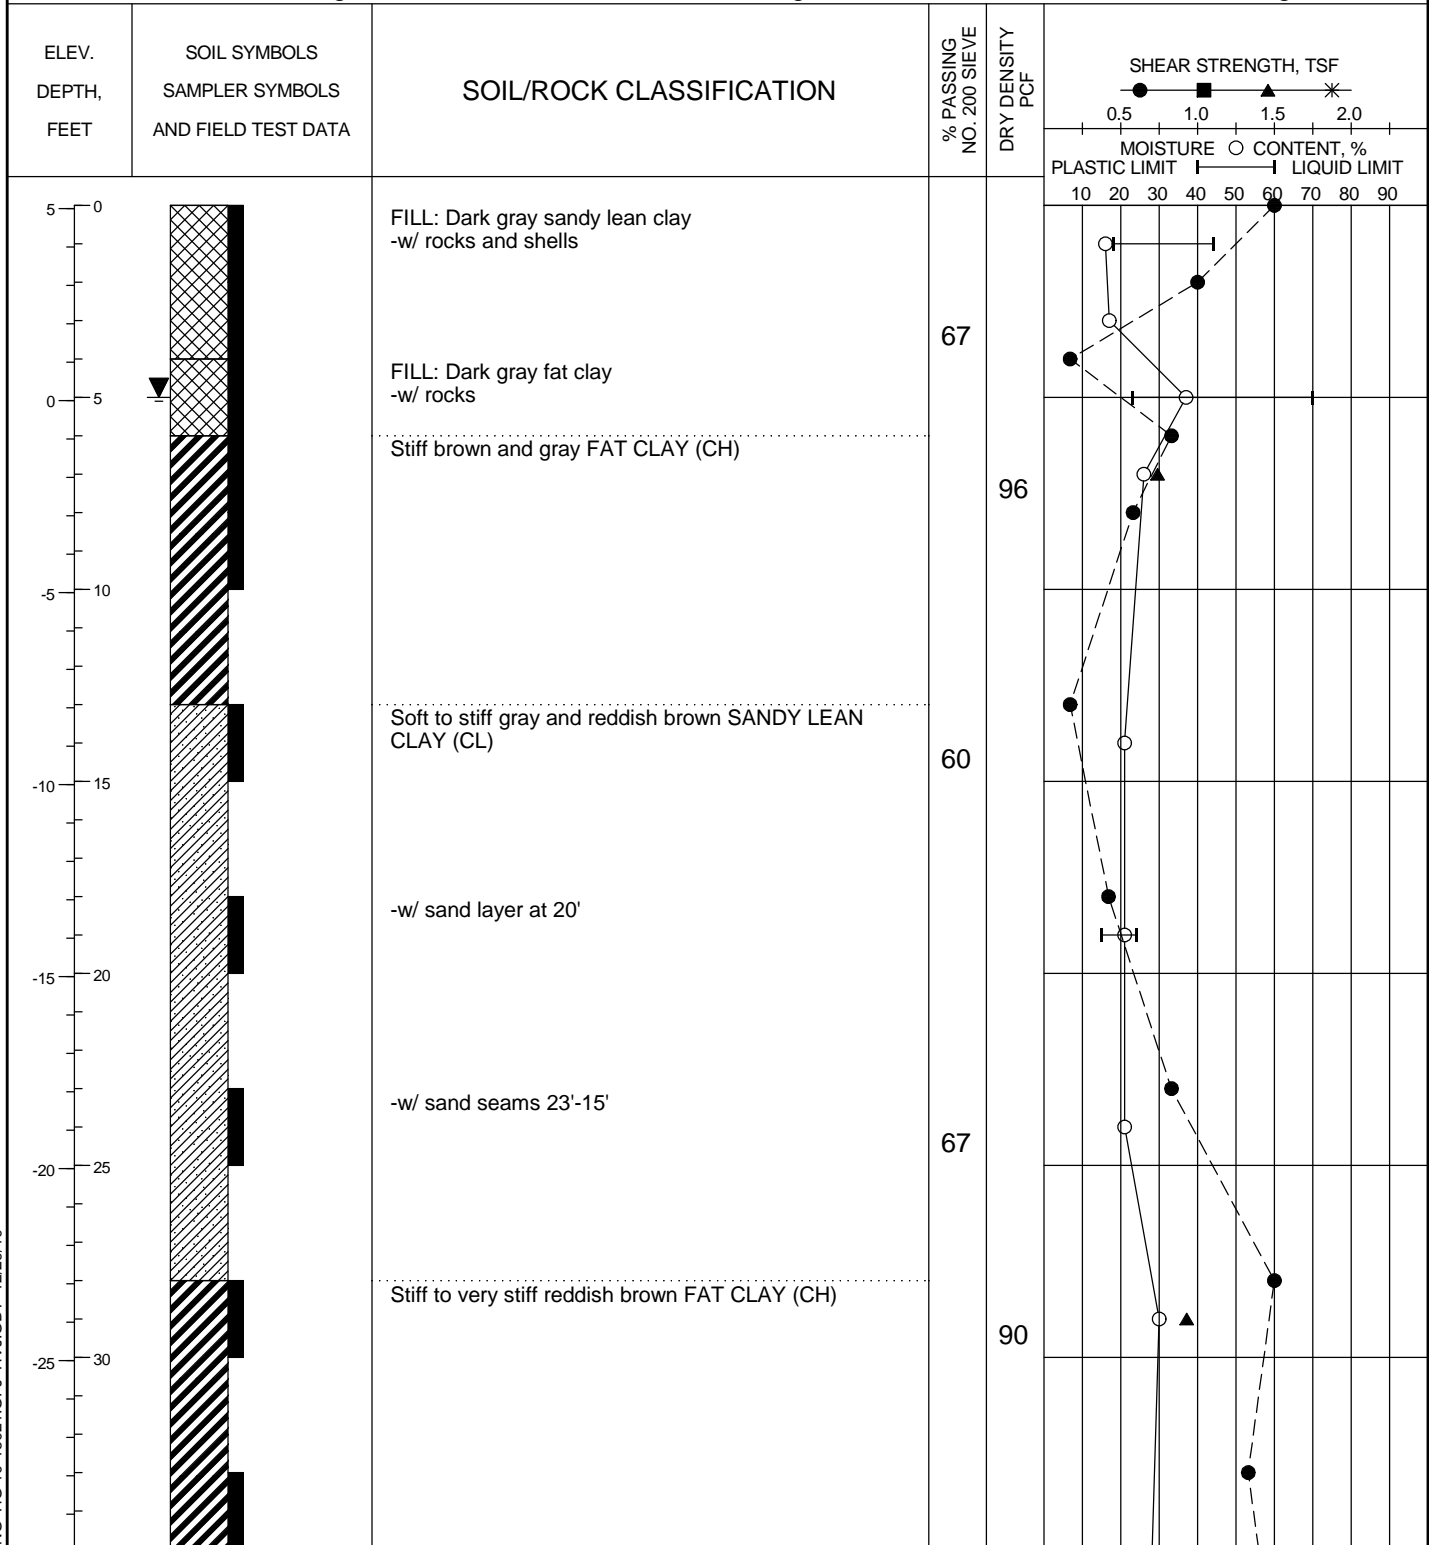 ELEV.
DEPTH,
FEET
SOIL SYMBOLS
SAMPLER SYMBOLS
AND FIELD TEST DATA
SOIL/ROCK CLASSIFICATION
% PASSING
NO. 200 SIEVE
DRY DENSITY
PCF
SHEAR STRENGTH, TSF
0.5 1.0 1.5 2.0
MOISTURE CONTENT, %
PLASTIC LIMIT LIQUID LIMIT
10 20 30 40 50 60 70 80 90
5 0
FILL: Dark gray sandy lean clay
-w/ rocks and shells
67
FILL: Dark gray fat clay
-w/ rocks
0 5
Stiff brown and gray FAT CLAY (CH)
96
-5 10
Soft to stiff gray and reddish brown SANDY LEAN
CLAY (CL)
60
-10 15
-w/ sand layer at 20'
-15 20
-w/ sand seams 23'-15'
67
-20 25
Stiff to very stiff reddish brown FAT CLAY (CH)
90
-25 30